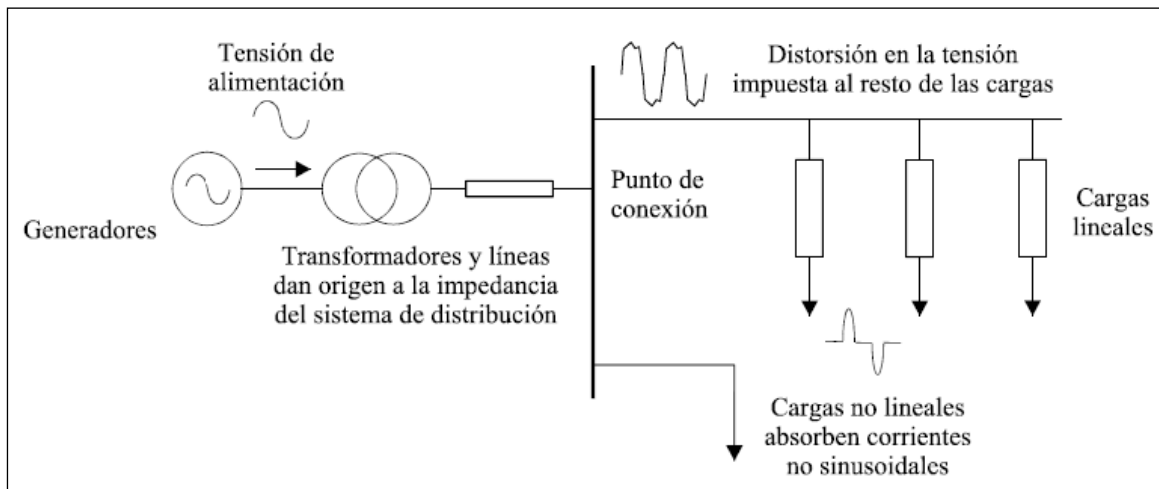 Tensión de
alimentación
Generadores
Transformadores y líneas
dan origen a la impedancia
del sistema de distribución
Distorsión en la tensión
impuesta al resto de las cargas
Punto de
conexión
Cargas
lineales
Cargas no lineales
absorben corrientes
no sinusoidales